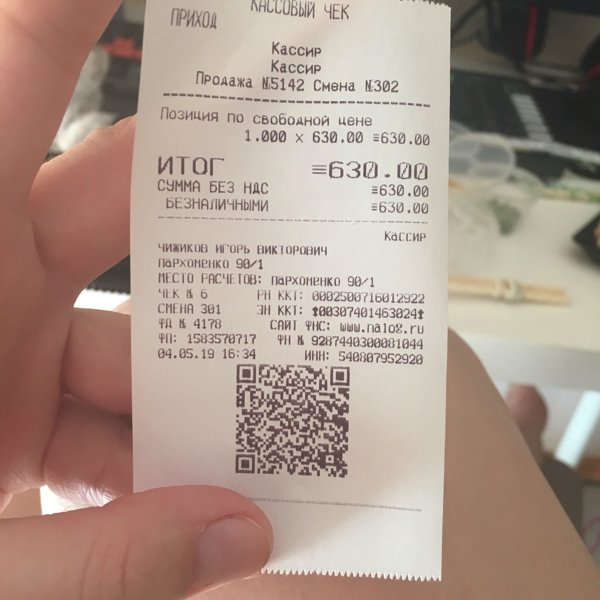 КАССОВЫЙ ЧЕК
ПРИХОД
Кассир
Кассир
Продажа №5142 Смена №302
Позиция по свободной цене
1.000 x 630.00 ≡630.00
ИТОГ ≡630.00
СУММА БЕЗ НДС ≡630.00
БЕЗНАЛИЧНЫМИ ≡630.00
Кассир
ЧИЖИКОВ ИГОРЬ ВИКТОРОВИЧ
ПАРХОМЕНКО 90/1
МЕСТО РАСЧЕТОВ: ПАРХОМЕНКО 90/1
ЧЕК № 6 РН ККТ: 0002500716012922
СМЕНА 301 ЗН ККТ: ⬆00307401463024⬆
ФД № 4178 САЙТ ФНС: www.nalog.ru
ФП: 1583570717 ФН № 9287440300081044
04.05.19 16:34 ИНН: 540807952920